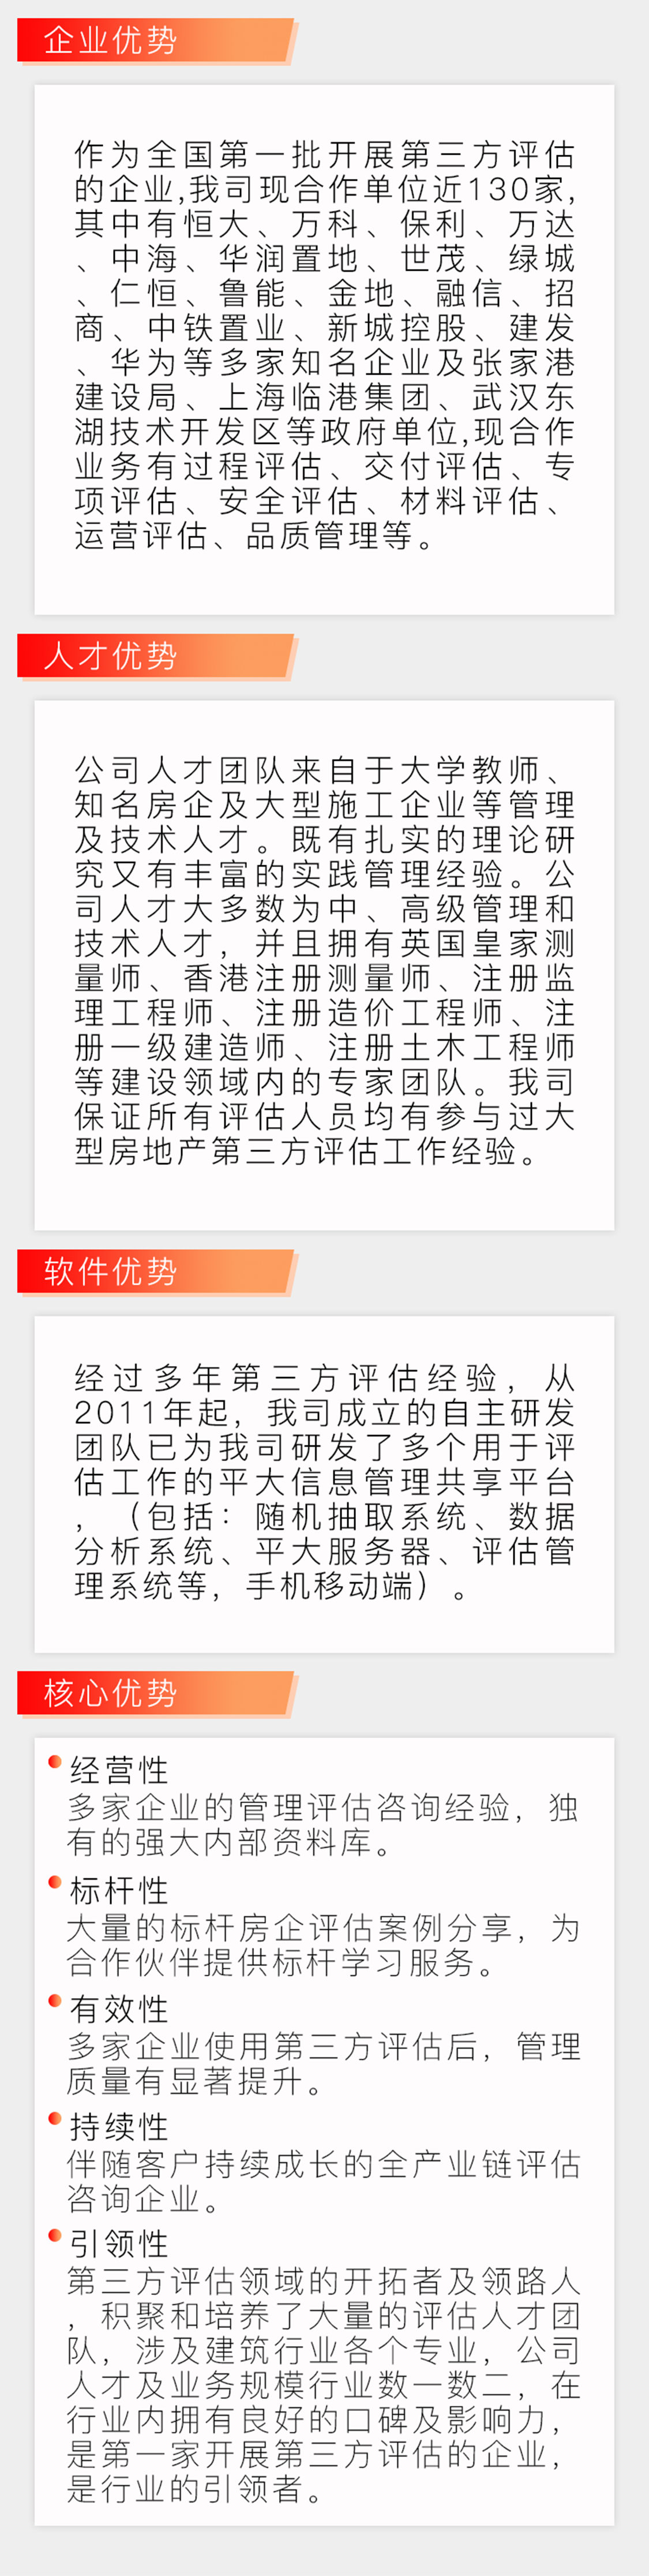 企业优势
作为全国第一批开展第三方评估
的企业,我司现合作单位近130家,
其中有恒大、万科、保利、万达
、中海、华润置地、世茂、绿城
、仁恒、鲁能、金地、融信、招
商、中铁置业、新城控股、建发
、华为等多家知名企业及张家港
建设局、上海临港集团、武汉东
湖技术开发区等政府单位,现合作
业务有过程评估、交付评估、专
项评估、安全评估、材料评估、
运营评估、品质管理等。
人才优势
公司人才团队来自于大学教师、
知名房企及大型施工企业等管理
及技术人才。既有扎实的理论研
究又有丰富的实践管理经验。公
司人才大多数为中、高级管理和
技术人才，并且拥有英国皇家测
量师、香港注册测量师、注册监
理工程师、注册造价工程师、注
册一级建造师、注册土木工程师
等建设领域内的专家团队。我司
保证所有评估人员均有参与过大
型房地产第三方评估工作经验。
软件优势
经过多年第三方评估经验，从
2011年起，我司成立的自主研发
团队已为我司研发了多个用于评
估工作的平大信息管理共享平台
，（包括：随机抽取系统、数据
分析系统、平大服务器、评估管
理系统等，手机移动端）。
核心优势
经营性
多家企业的管理评估咨询经验，独
有的强大内部资料库。
标杆性
大量的标杆房企评估案例分享，为
合作伙伴提供标杆学习服务。
有效性
多家企业使用第三方评估后，管理
质量有显著提升。
持续性
伴随客户持续成长的全产业链评估
咨询企业。
引领性
第三方评估领域的开拓者及领路人
，积聚和培养了大量的评估人才团
队，涉及建筑行业各个专业，公司
人才及业务规模行业数一数二，在
行业内拥有良好的口碑及影响力，
是第一家开展第三方评估的企业，
是行业的引领者。